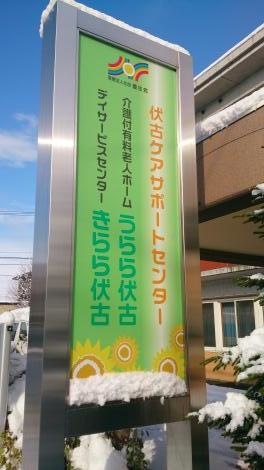 伏古ケアサポートセンター
介護付有料老人ホーム うらら伏古
デイサービスセンター きらら伏古